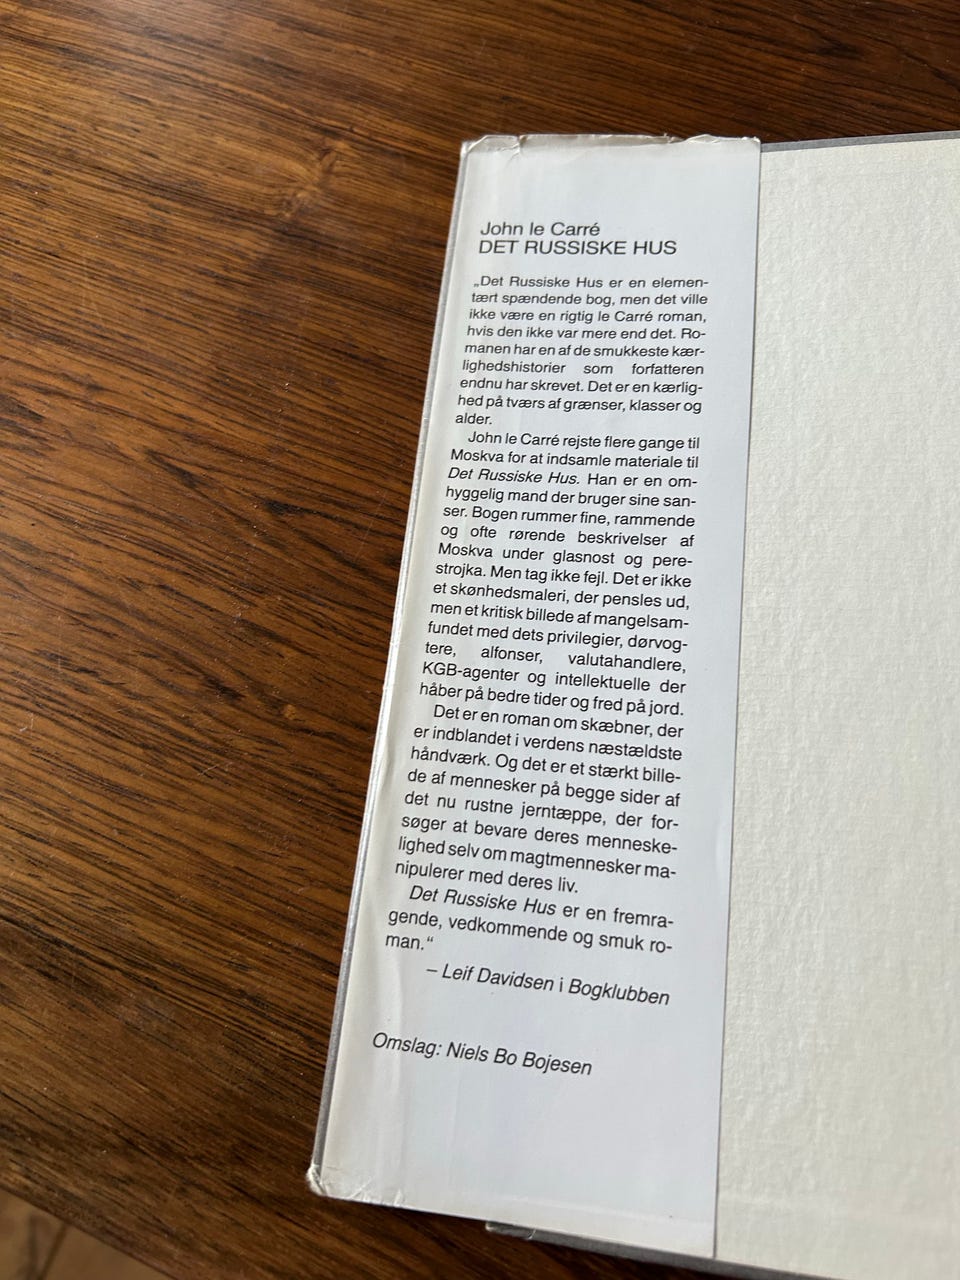 John le Carré
DET RUSSISKE HUS
„Det Russiske Hus er en elemen-
tært spændende bog, men det ville
ikke være en rigtig le Carré roman,
hvis den ikke var mere end det. Ro-
manen har en af de smukkeste kær-
lighedshistorier som forfatteren
endnu har skrevet. Det er en kærlig-
hed på tværs af grænser, klasser og
alder.
John le Carré rejste flere gange til
Moskva for at indsamle materiale til
Det Russiske Hus. Han er en om-
hyggelig mand der bruger sine san-
ser. Bogen rummer fine, rammende
og ofte rørende beskrivelser af
Moskva under glasnost og pere-
strojka. Men tag ikke fejl. Det er ikke
et skønhedsmaleri, der pensles ud,
men et kritisk billede af mangelsam-
fundet med dets privilegier, dørvog-
tere, alfonser, valutahandlere,
KGB-agenter og intellektuelle der
håber på bedre tider og fred på jord.
Det er en roman om skæbner, der
er indblandet i verdens næstældste
håndværk. Og det er et stærkt bille-
de af mennesker på begge sider af
det nu rustne jerntæppe, der for-
søger at bevare deres menneske-
lighed selv om magtmennesker ma-
nipulerer med deres liv.
Det Russiske Hus er en fremra-
gende, vedkommende og smuk ro-
man.“
– Leif Davidsen i Bogklubben
Omslag: Niels Bo Bojesen